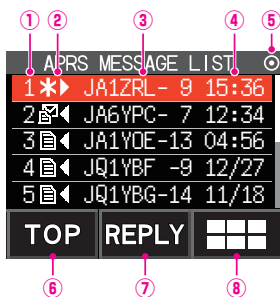 ① ② ③ ④ ⑤
APRS MESSAGE LIST
1 JA1ZRL- 9 15:36
2 JA6YPC- 7 12:34
3 JA1YOE-13 04:56
4 JQ1YBF -9 12/27
5 JQ1YBG-14 11/18
TOP REPLY
⑥ ⑦ ⑧